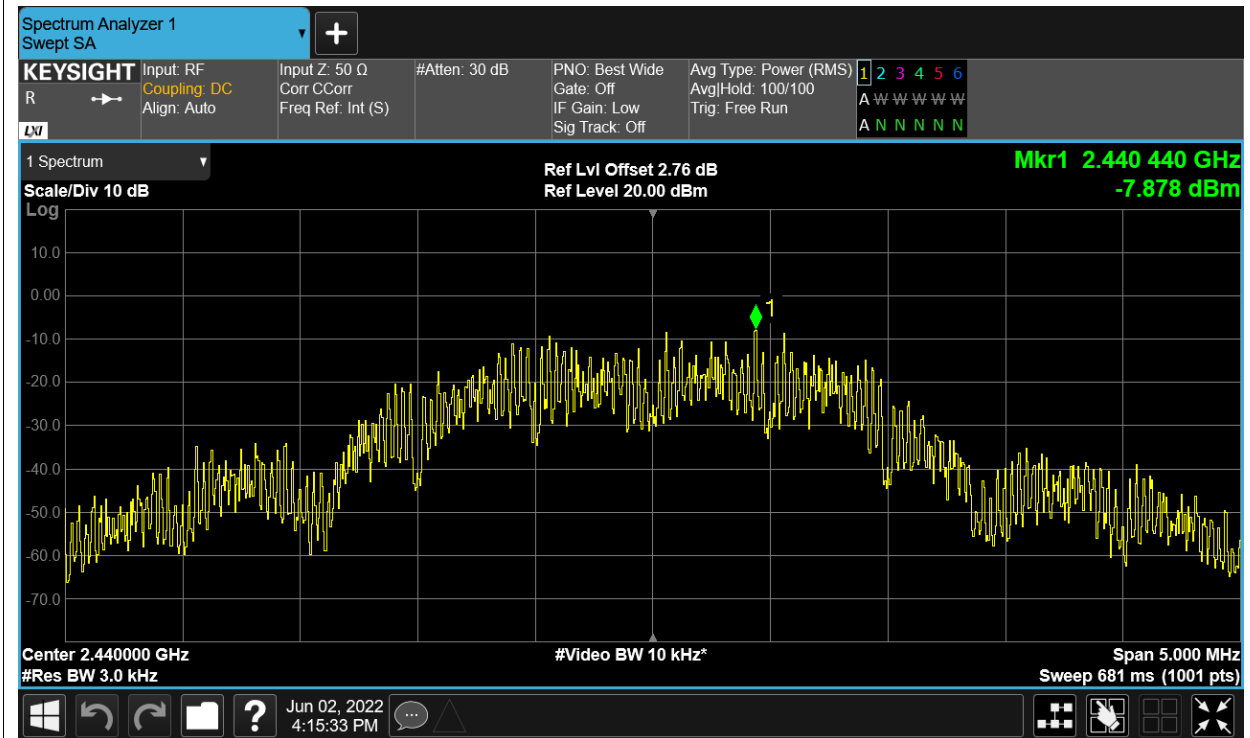 Spectrum Analyzer 1
Swept SA
+
KEYSIGHT
R
LXI
Input: RF
Coupling: DC
Align: Auto
Input Z: 50 Ω
Corr CCorr
Freq Ref: Int (S)
#Atten: 30 dB
PNO: Best Wide
Gate: Off
IF Gain: Low
Sig Track: Off
Avg Type: Power (RMS)
Avg|Hold: 100/100
Trig: Free Run
1 2 3 4 5 6
A W W W W W
A N N N N N
1 Spectrum
Scale/Div 10 dB
Log
Ref Lvl Offset 2.76 dB
Ref Level 20.00 dBm
Mkr1 2.440 440 GHz
-7.878 dBm
10.0
0.00
-10.0
-20.0
-30.0
-40.0
-50.0
-60.0
-70.0
1
Center 2.440000 GHz
#Res BW 3.0 kHz
#Video BW 10 kHz*
Span 5.000 MHz
Sweep 681 ms (1001 pts)
?
Jun 02, 2022
4:15:33 PM